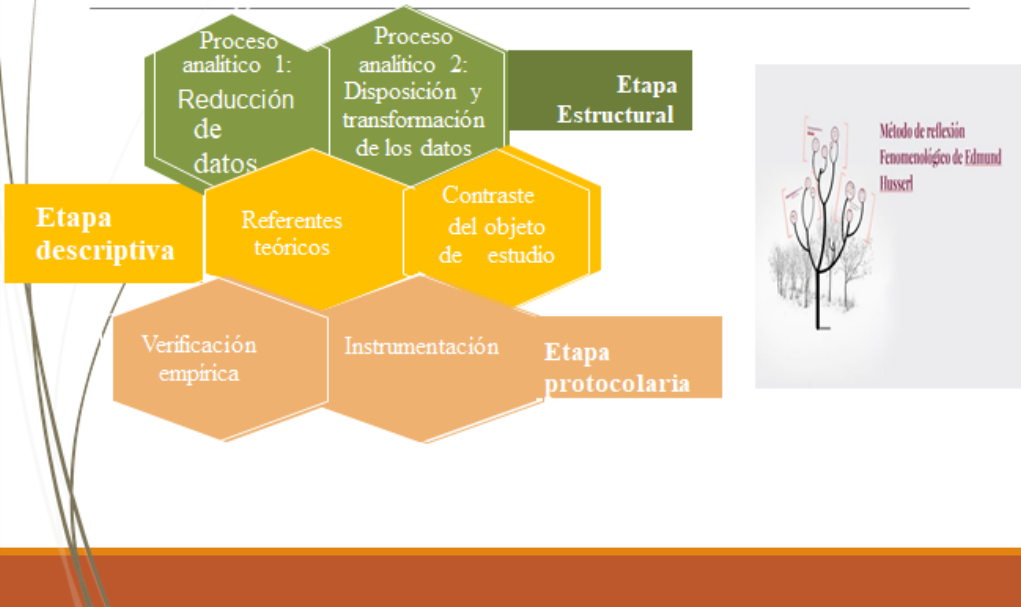 Proceso
analítico 1:
Reducción
de
datos
Proceso
analítico 2:
Disposición y
transformación
de los datos
Etapa
Estructural
Etapa
descriptiva
Referentes
teóricos
Contraste
del objeto
de estudio
Verificación
empírica
Instrumentación
Etapa
protocolaria
Método de reflexión
Fenomenológico de Edmund
Husserl